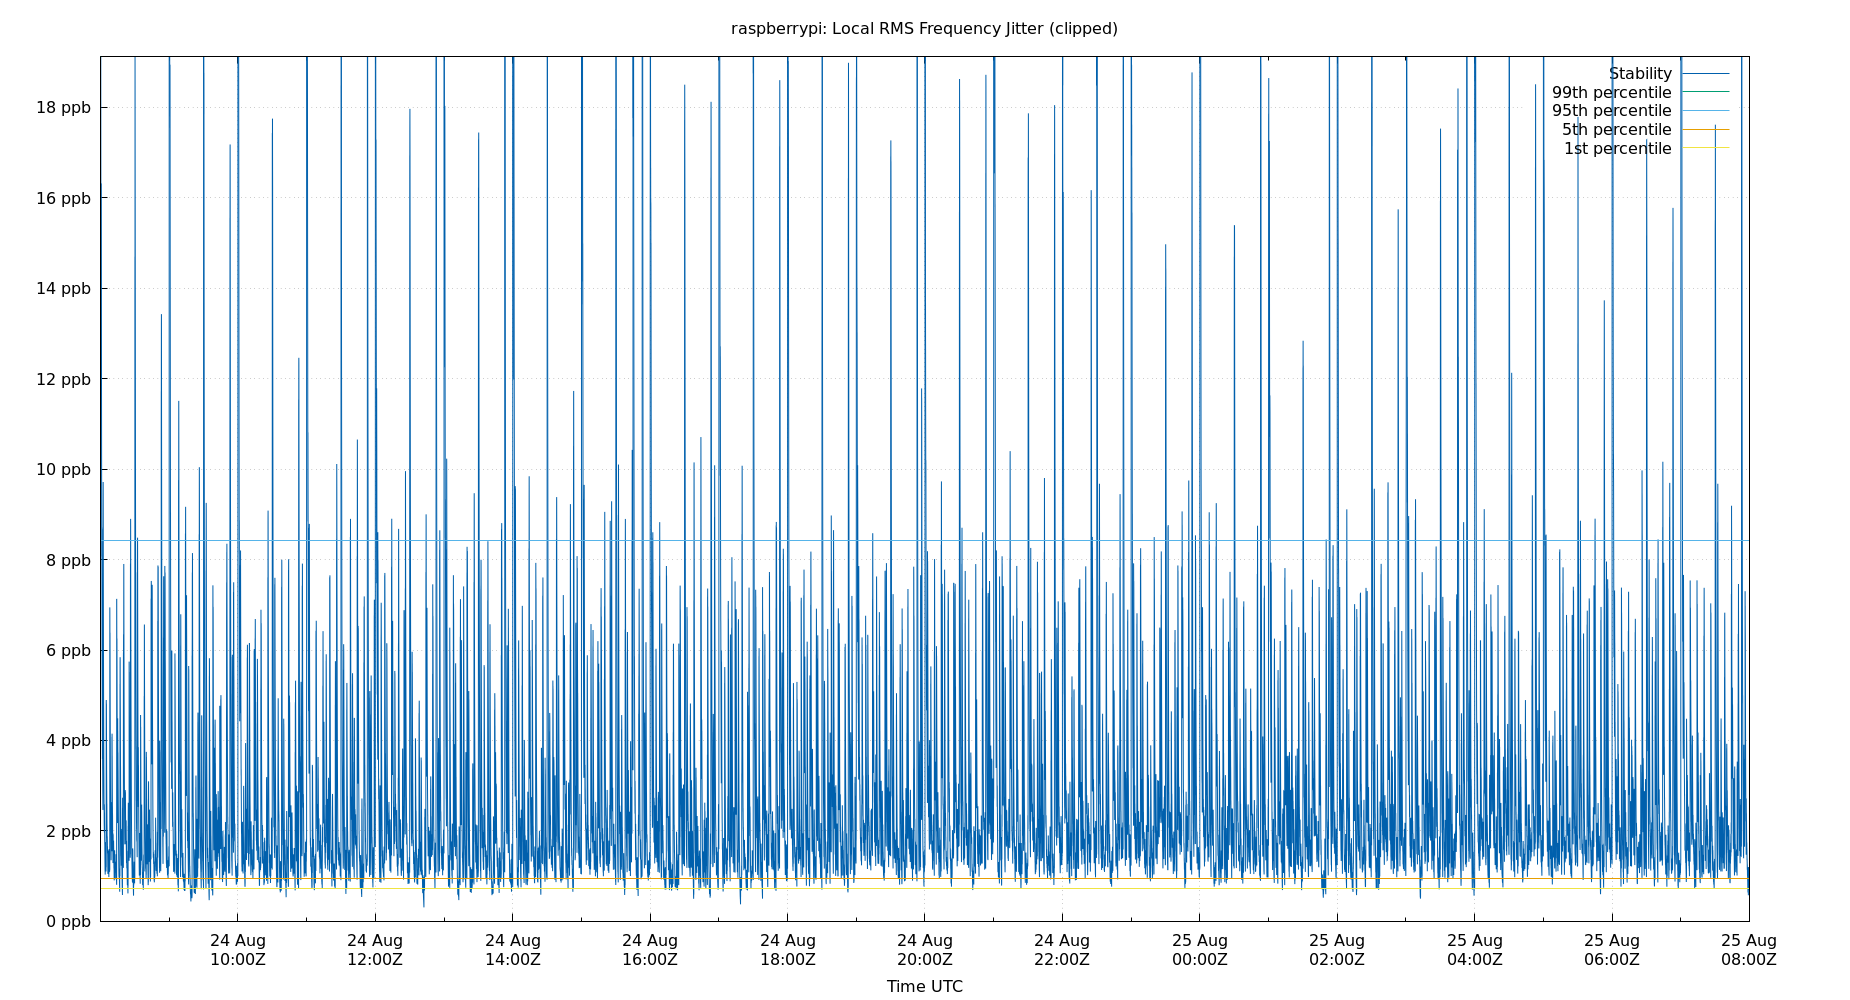 raspberrypi: Local RMS Frequency Jitter (clipped)
Stability
99th percentile
95th percentile
5th percentile
1st percentile
18 ppb
16 ppb
14 ppb
12 ppb
10 ppb
8 ppb
6 ppb
4 ppb
2 ppb
0 ppb
24 Aug 24 Aug 24 Aug 24 Aug 24 Aug 24 Aug 24 Aug 25 Aug 25 Aug 25 Aug 25 Aug 25 Aug
10:00Z 12:00Z 14:00Z 16:00Z 18:00Z 20:00Z 22:00Z 00:00Z 02:00Z 04:00Z 06:00Z 08:00Z
Time UTC